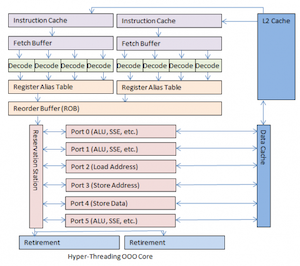 Instruction Cache
Instruction Cache
L2 Cache
Fetch Buffer
Fetch Buffer
Decode Decode Decode Decode
Decode Decode Decode Decode
Register Alias Table
Register Alias Table
Reorder Buffer (ROB)
Reservation Station
Port 0 (ALU, SSE, etc.)
Port 1 (ALU, SSE, etc.)
Port 2 (Load Address)
Port 3 (Store Address)
Port 4 (Store Data)
Port 5 (ALU, SSE, etc.)
Data Cache
Retirement
Retirement
Hyper-Threading OOO Core